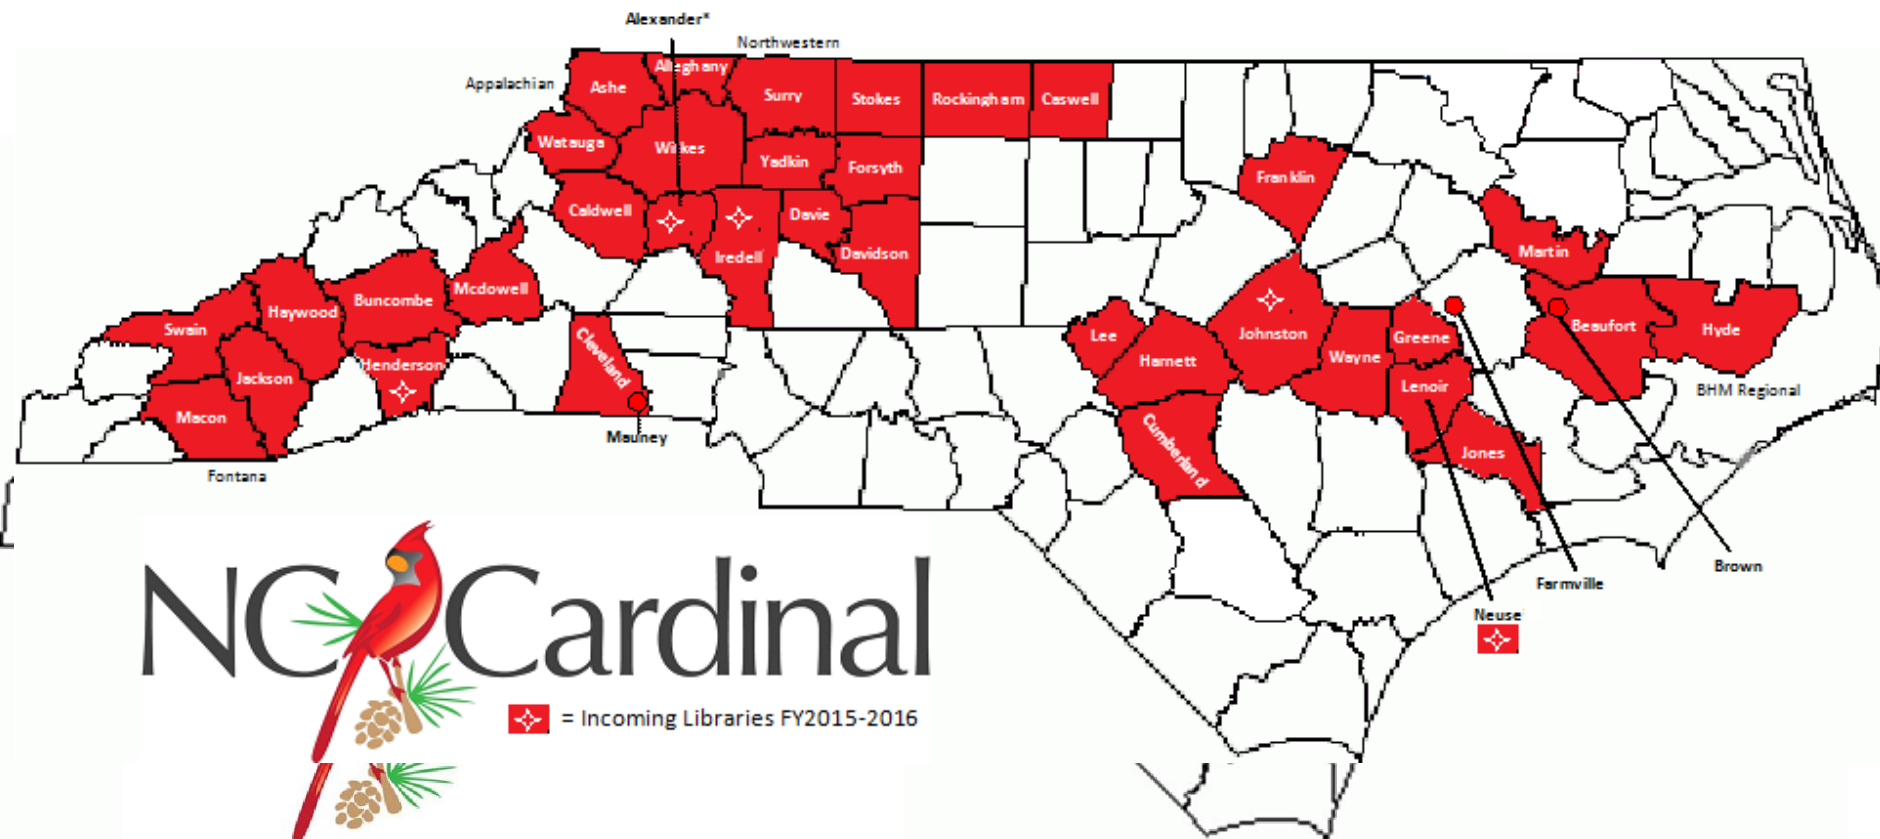 Alexander*
Northwestern
Appalachian
Ashe
Alleghany
Surry
Stokes
Rockingham
Caswell
Watauga
Wilkes
Yadkin
Forsyth
Franklin
Caldwell
Davie
Iredell
Davidson
Martin
Mcdowell
Buncombe
Haywood
Swain
Cleveland
Henderson
Jackson
Macon
Mauney
Fontana
Lee
Harnett
Johnston
Wayne
Greene
Lenoir
Beaufort
Hyde
BHM Regional
Cumberland
Jones
Brown
Farmville
Neuse
NC Cardinal
= Incoming Libraries FY2015-2016